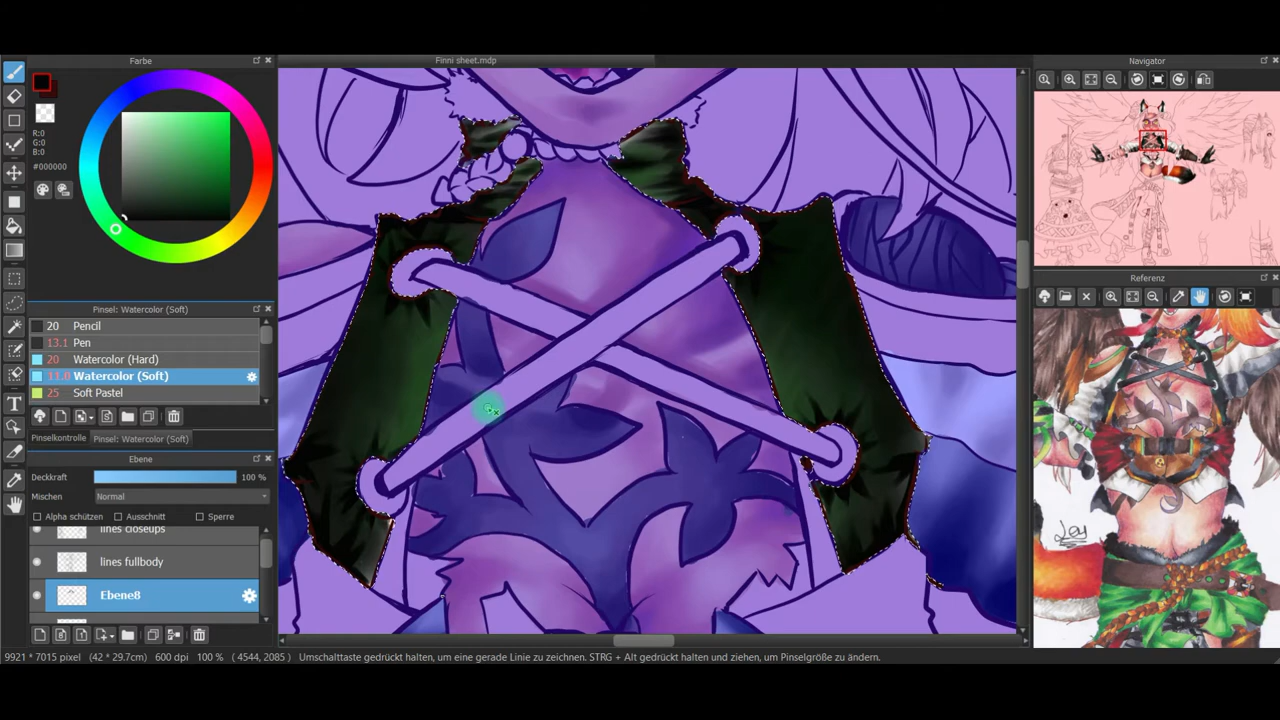 Farbe
Finni sheet.mdp
Navigator
R:0
G:0
B:0
#000000
Referenz
Pinsel: Watercolor (Soft)
20 Pencil
13.1 Pen
20 Watercolor (Hard)
11.0 Watercolor (Soft)
25 Soft Pastel
Pinselkontrolle
Pinsel: Watercolor (Soft)
Ebene
Deckkraft 100 %
Mischen Normal
Alpha schützen Ausschnitt Sperre
lines closeups
lines fullbody
Ebene8
9921 * 7015 pixel (42 * 29.7cm) 600 dpi 100 % ( 4544, 2085 ) Umschalttaste gedrückt halten, um eine gerade Linie zu zeichnen. STRG + Alt gedrückt halten und ziehen, um Pinselgröße zu ändern.